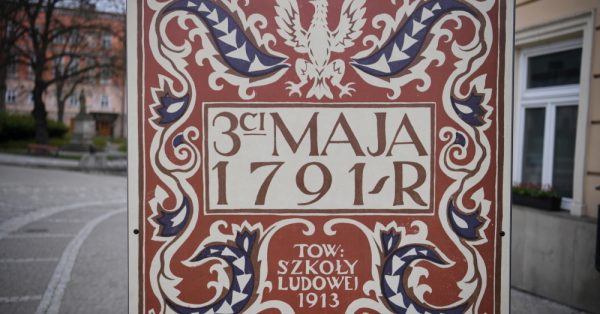 3CI MAJA
1791-R
TOW:
SZKOŁY
LUDOWEJ
1913